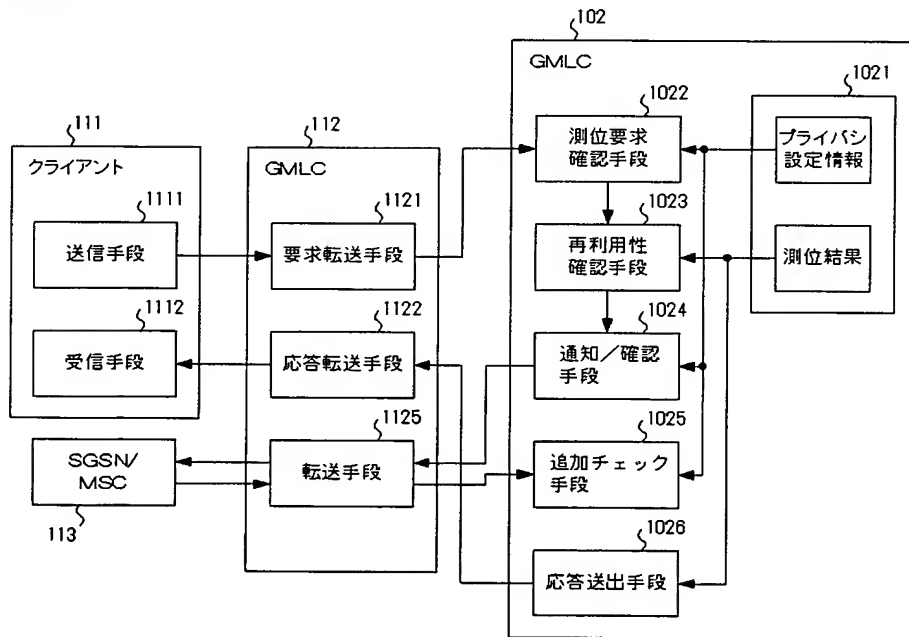 102
GMLC
1021
1022
測位要求
確認手段
プライバシ
設定情報
111
クライアント
112
GMLC
1111
送信手段
1121
要求転送手段
1023
再利用性
確認手段
測位結果
1112
受信手段
1122
応答転送手段
1024
通知／確認
手段
1125
転送手段
SGSN/
MSC
113
1025
追加チェック
手段
1026
応答送出手段